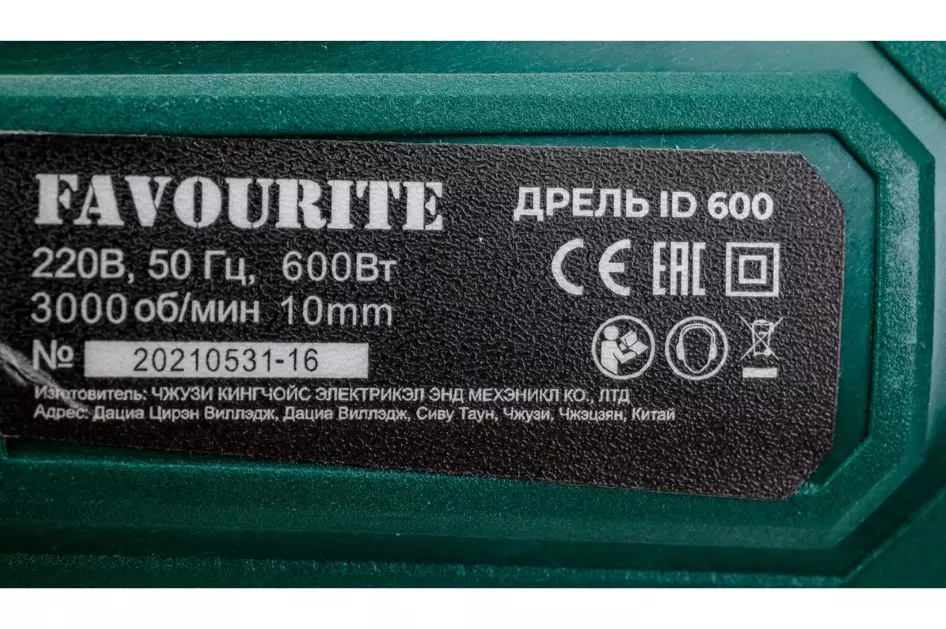 FAVOURITE
ДРЕЛЬ ID 600
220В, 50 Гц, 600Вт
3000 об/мин 10mm
№ 20210531-16
CE EAC
Изготовитель: ЧЖУЗИ КИНГЧОЙС ЭЛЕКТРИКЭЛ ЭНД МЕХЭНИКЛ КО., ЛТД
Адрес: Дациа Цирэн Виллэдж, Дациа Виллэдж, Сиву Таун, Чжузи, Чжэцзян, Китай